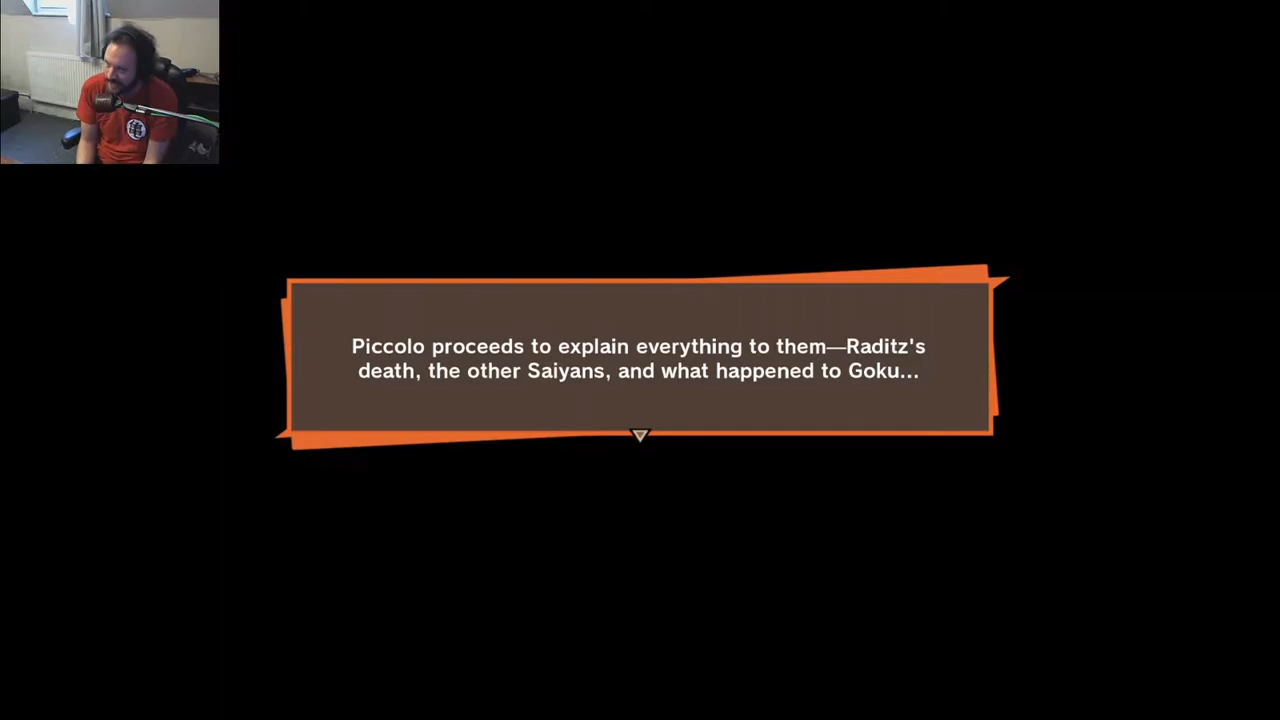 Piccolo proceeds to explain everything to them—Raditz's
death, the other Saiyans, and what happened to Goku...